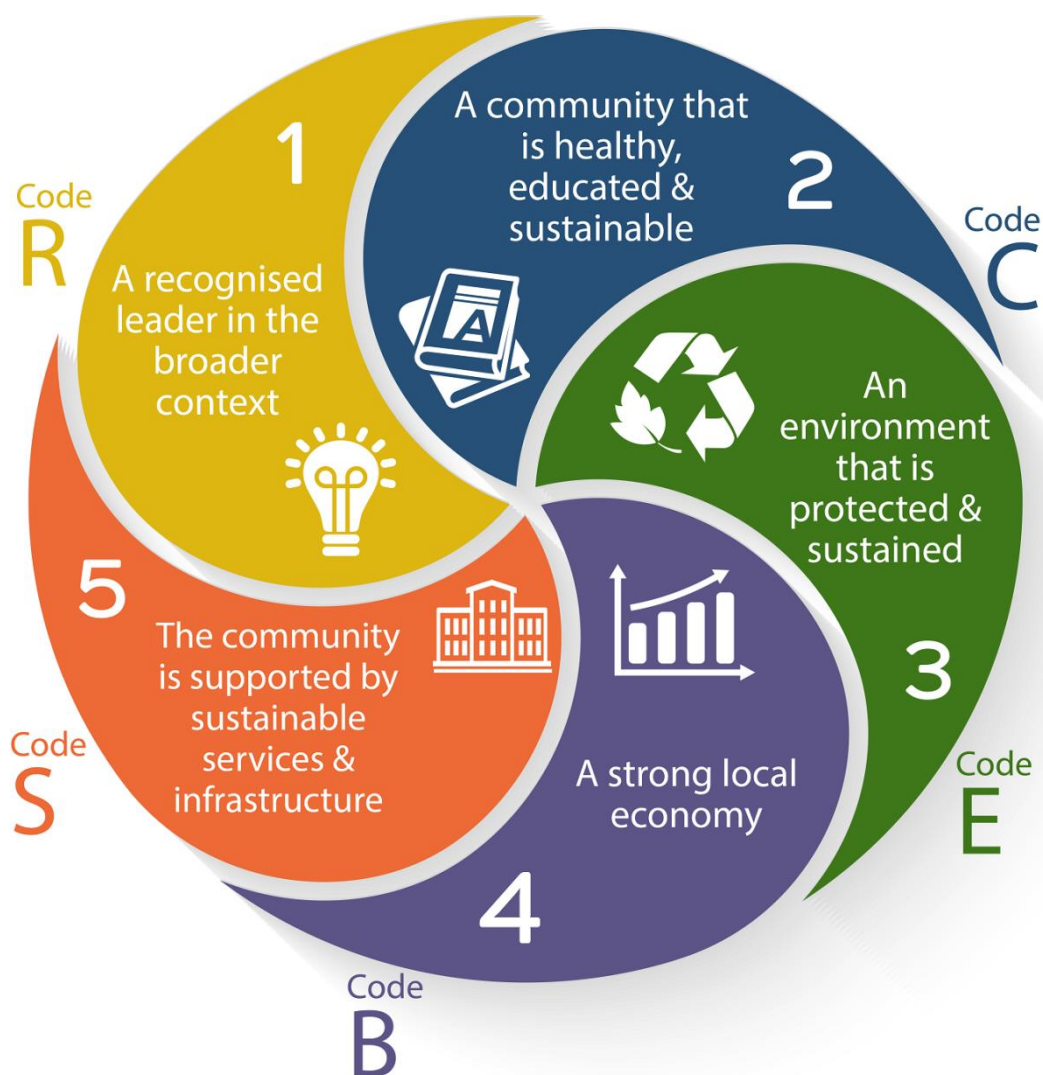 1
Code
R
A recognised
leader in the
broader
context
A community that
is healthy,
educated &
sustainable
2
Code
C
A
An
environment
that is
protected &
sustained
3
Code
E
A strong local
economy
4
Code
B
5
The community
is supported by
sustainable
services &
infrastructure
Code
S